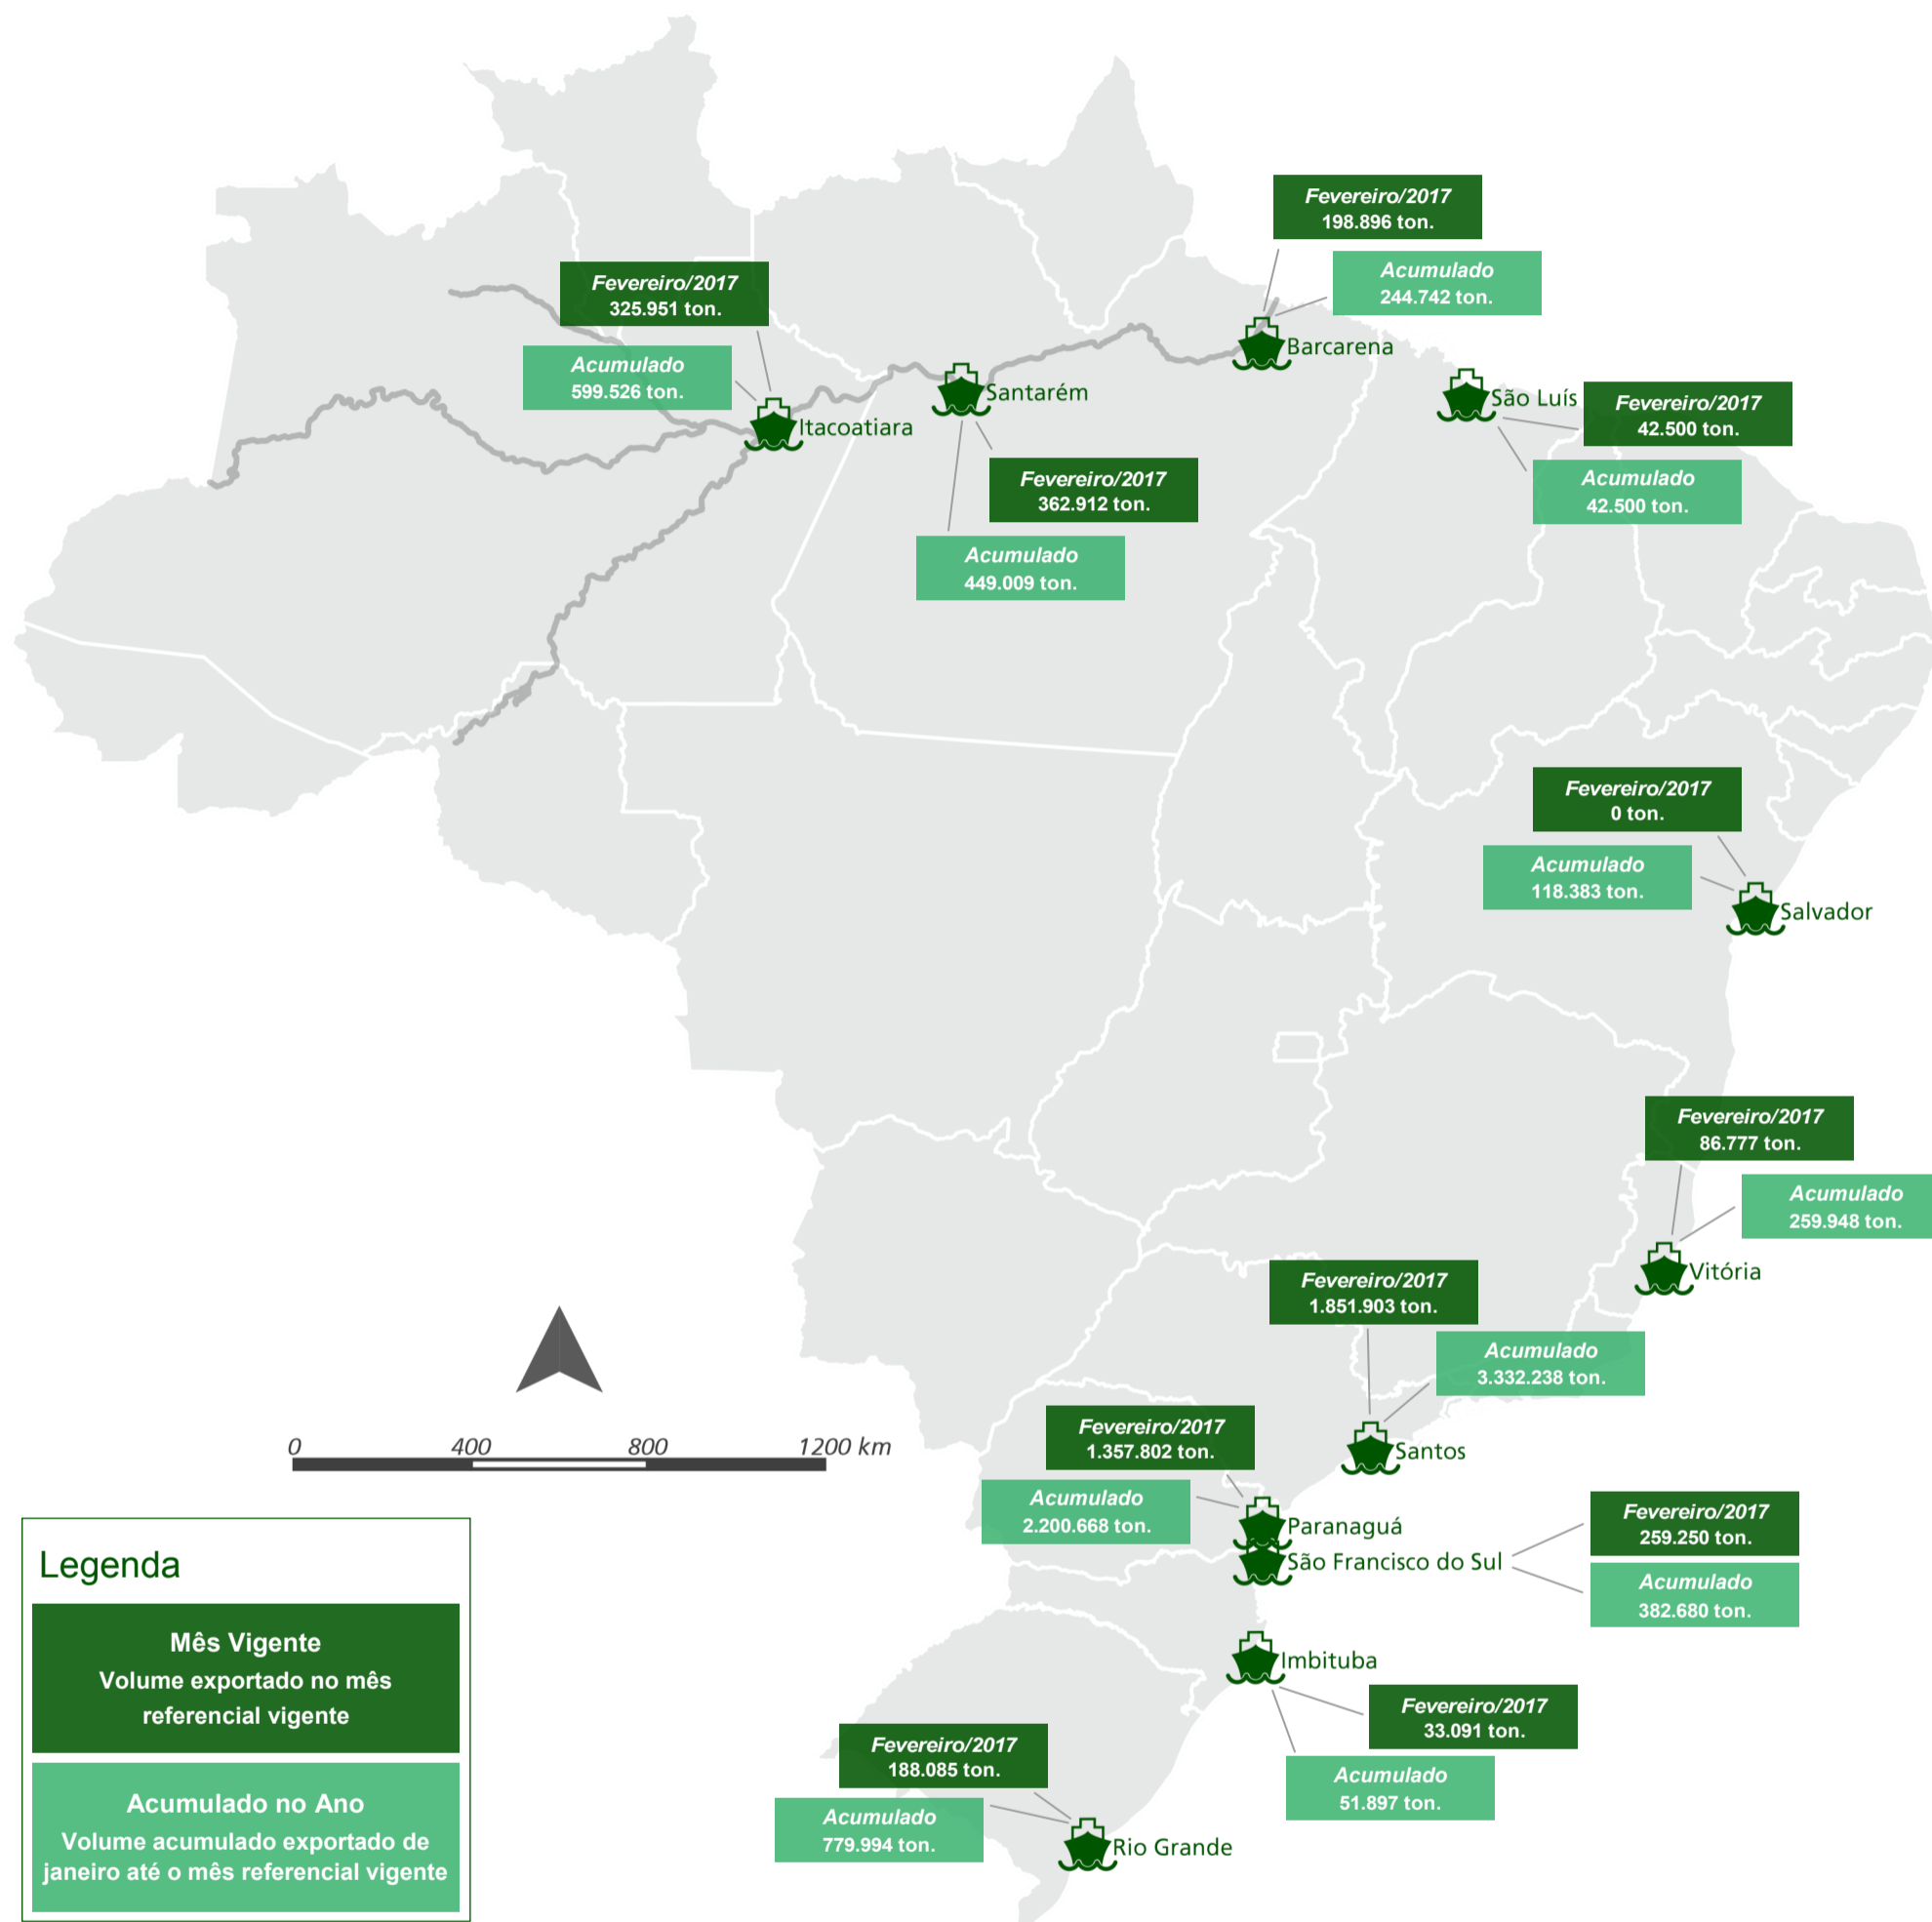 Fevereiro/2017
198.896 ton.
Acumulado
244.742 ton.
Barcarena
Fevereiro/2017
325.951 ton.
Acumulado
599.526 ton.
Itacoatiara
Santarém
Fevereiro/2017
362.912 ton.
Acumulado
449.009 ton.
São Luís
Fevereiro/2017
42.500 ton.
Acumulado
42.500 ton.
Fevereiro/2017
0 ton.
Acumulado
118.383 ton.
Salvador
Fevereiro/2017
86.777 ton.
Acumulado
259.948 ton.
Vitória
Fevereiro/2017
1.851.903 ton.
Acumulado
3.332.238 ton.
Santos
Fevereiro/2017
1.357.802 ton.
Acumulado
2.200.668 ton.
Paranaguá
São Francisco do Sul
Fevereiro/2017
259.250 ton.
Acumulado
382.680 ton.
Imbituba
Fevereiro/2017
33.091 ton.
Acumulado
51.897 ton.
Fevereiro/2017
188.085 ton.
Acumulado
779.994 ton.
Rio Grande
0 400 800 1200 km
Legenda
Mês Vigente
Volume exportado no mês
referencial vigente
Acumulado no Ano
Volume acumulado exportado de
janeiro até o mês referencial vigente